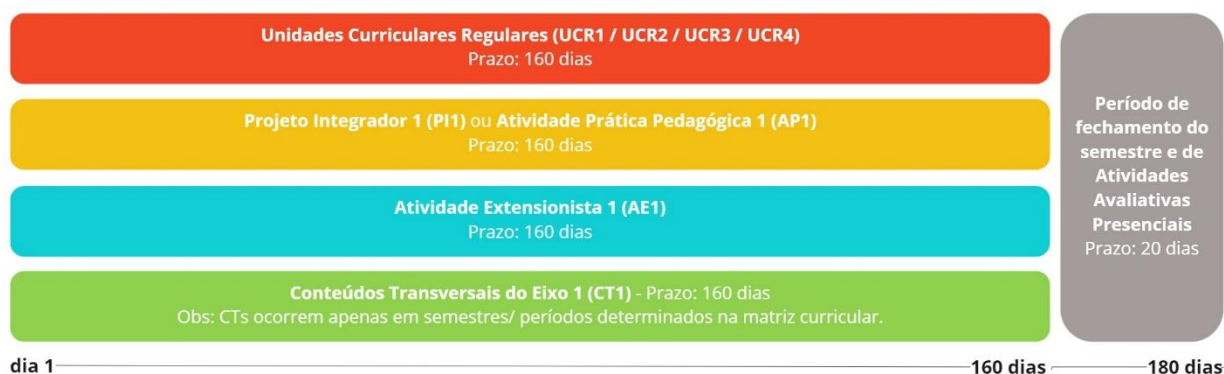 Unidades Curriculares Regulares (UCR1 / UCR2 / UCR3 / UCR4)
Prazo: 160 dias
Projeto Integrador 1 (PI1) ou Atividade Prática Pedagógica 1 (AP1)
Prazo: 160 dias
Atividade Extensionista 1 (AE1)
Prazo: 160 dias
Conteúdos Transversais do Eixo 1 (CT1) - Prazo: 160 dias
Obs: CTs ocorrem apenas em semestres/ períodos determinados na matriz curricular.
Período de
fechamento do
semestre e de
Atividades
Avaliativas
Presenciais
Prazo: 20 dias
dia 1
160 dias
180 dias